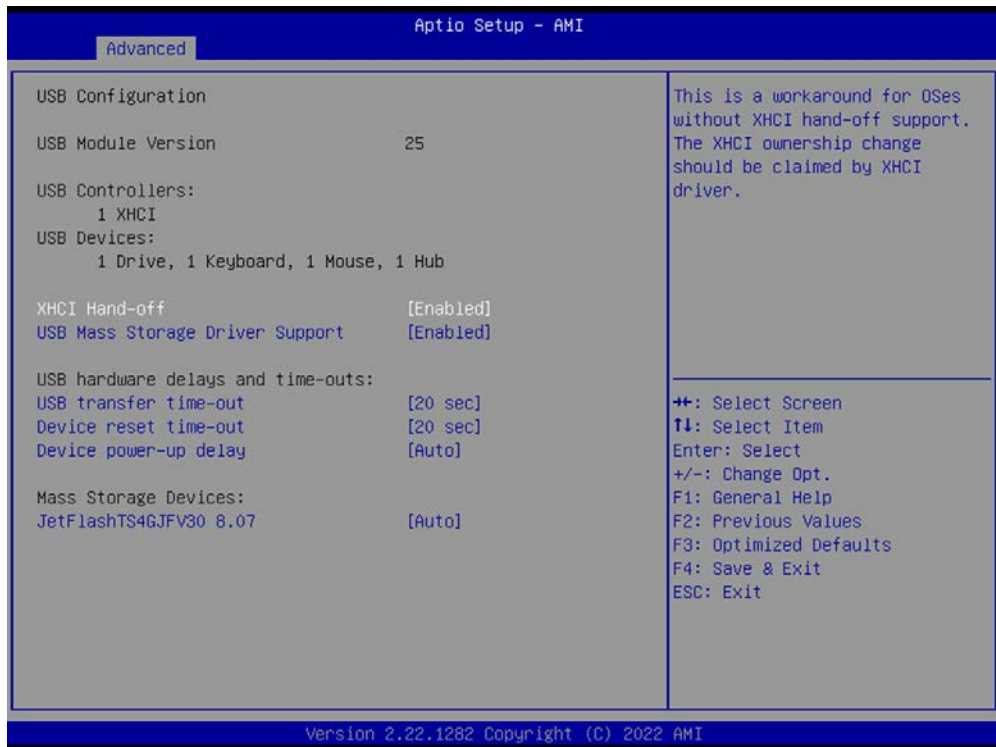 Aptio Setup – AMI
Advanced
USB Configuration
USB Module Version 25
USB Controllers:
1 XHCI
USB Devices:
1 Drive, 1 Keyboard, 1 Mouse, 1 Hub
XHCI Hand-off [Enabled]
USB Mass Storage Driver Support [Enabled]
USB hardware delays and time-outs:
USB transfer time-out [20 sec]
Device reset time-out [20 sec]
Device power-up delay [Auto]
Mass Storage Devices:
JetFlashTS4GJFV30 8.07 [Auto]
This is a workaround for OSes
without XHCI hand-off support.
The XHCI ownership change
should be claimed by XHCI
driver.
→←: Select Screen
↑↓: Select Item
Enter: Select
+/-: Change Opt.
F1: General Help
F2: Previous Values
F3: Optimized Defaults
F4: Save & Exit
ESC: Exit
Version 2.22.1282 Copyright (C) 2022 AMI